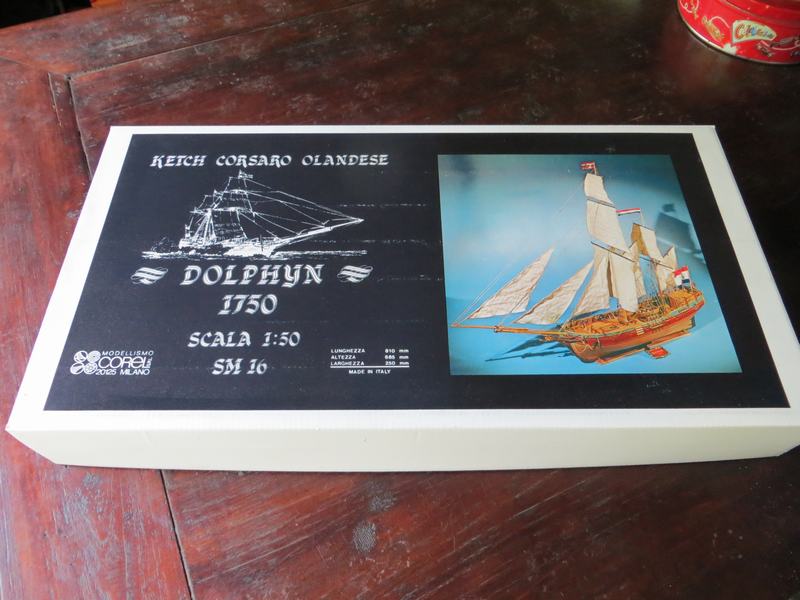 KETCH CORSARO OLANDESE
DOLPHYN
1750
SCALA 1:50
SM 16
MODELLISMO
COREL
20125 MILANO
LUNGHEZZA 810 mm
ALTEZZA 685 mm
LARGHEZZA 250 mm
MADE IN ITALY